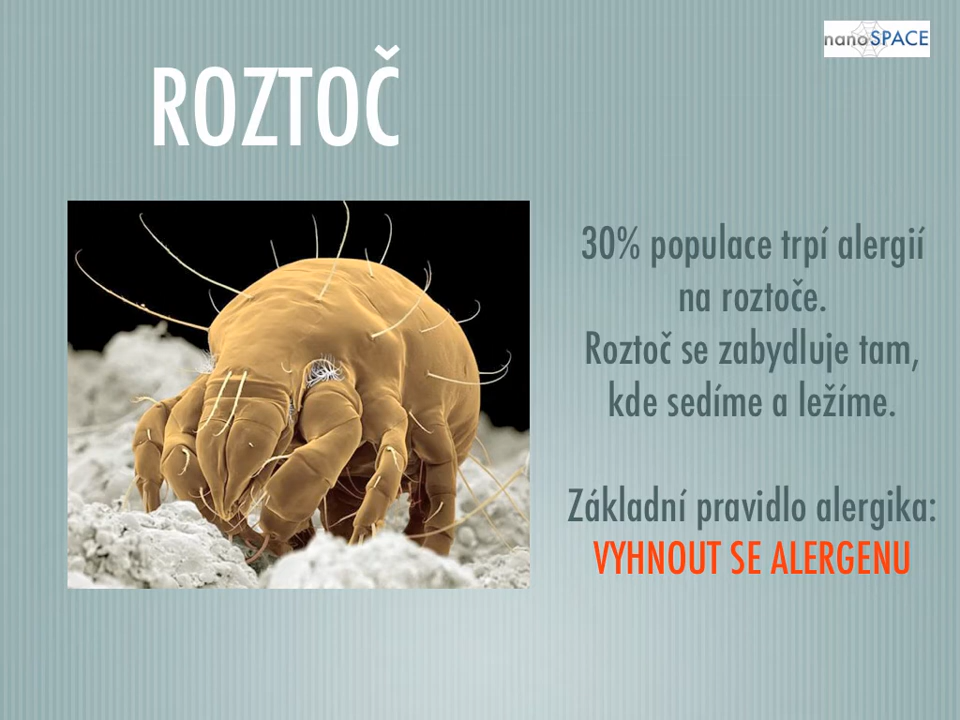 nanoSPACE
ROZTOČ
30% populace trpí alergií
na roztoče.
Roztoč se zabydluje tam,
kde sedíme a ležíme.
Základní pravidlo alergika:
VYHNOUT SE ALERGENU